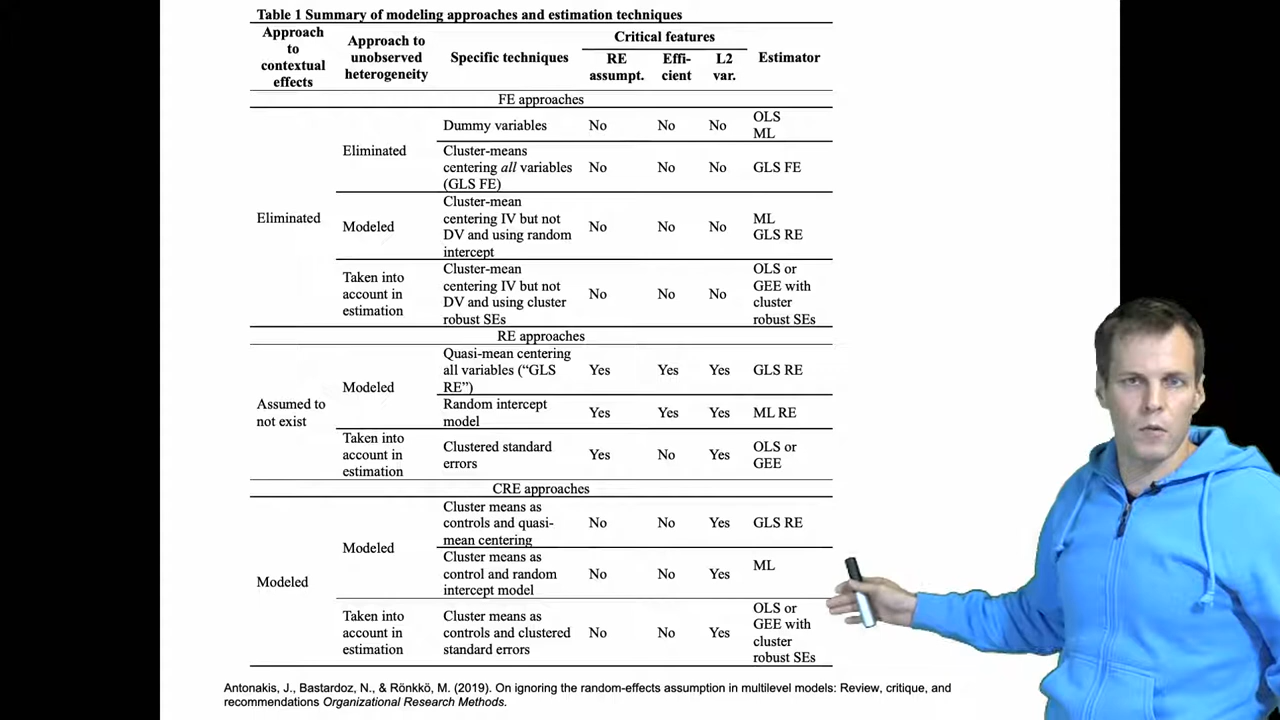 Table 1 Summary of modeling approaches and estimation techniques
Approach to contextual effects
Approach to unobserved heterogeneity
Specific techniques
Critical features
RE assumpt.
Effi-cient
L2 var.
Estimator
FE approaches
Eliminated
Eliminated
Dummy variables
No
No
No
OLS
ML
Cluster-means
centering all variables
(GLS FE)
No
No
No
GLS FE
Modeled
Cluster-mean
centering IV but not
DV and using random
intercept
No
No
No
ML
GLS RE
Taken into
account in
estimation
Cluster-mean
centering IV but not
DV and using cluster
robust SEs
No
No
No
OLS or
GEE with
cluster
robust SEs
RE approaches
Assumed to
not exist
Modeled
Quasi-mean centering
all variables (“GLS
RE”)
Yes
Yes
Yes
GLS RE
Random intercept
model
Yes
Yes
Yes
ML RE
Taken into
account in
estimation
Clustered standard
errors
Yes
No
Yes
OLS or
GEE
CRE approaches
Modeled
Modeled
Cluster means as
controls and quasi-
mean centering
No
No
Yes
GLS RE
Cluster means as
control and random
intercept model
No
No
Yes
ML
Taken into
account in
estimation
Cluster means as
controls and clustered
standard errors
No
No
Yes
OLS or
GEE with
cluster
robust SEs
Antonakis, J., Bastardoz, N., & Rönkkö, M. (2019). On ignoring the random-effects assumption in multilevel models: Review, critique, and
recommendations Organizational Research Methods.